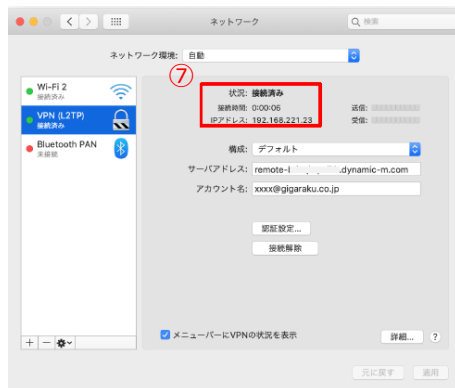 ネットワーク
検索
ネットワーク環境: 自動
⑦
Wi-Fi 2
接続済み
VPN (L2TP)
接続済み
Bluetooth PAN
未接続
状況: 接続済み
接続時間: 0:00:06
送信:
IPアドレス: 192.168.221.23
受信:
構成: デフォルト
サーバアドレス: remote- .dynamic-m.com
アカウント名: xxxx@gigaraku.co.jp
認証設定...
接続解除
メニューバーにVPNの状況を表示
詳細... ?
元に戻す 適用